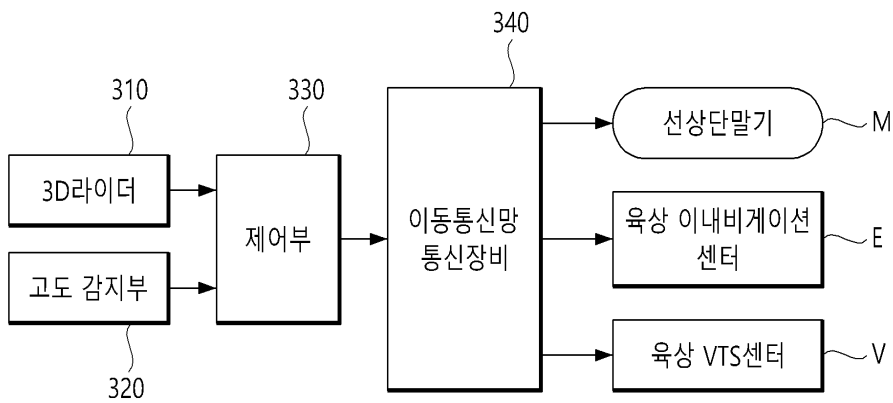 340
310
330
선상단말기
M
3D라이더
제어부
이동통신망
통신장비
육상 이내비게이션
센터
E
고도 감지부
320
육상 VTS센터
V